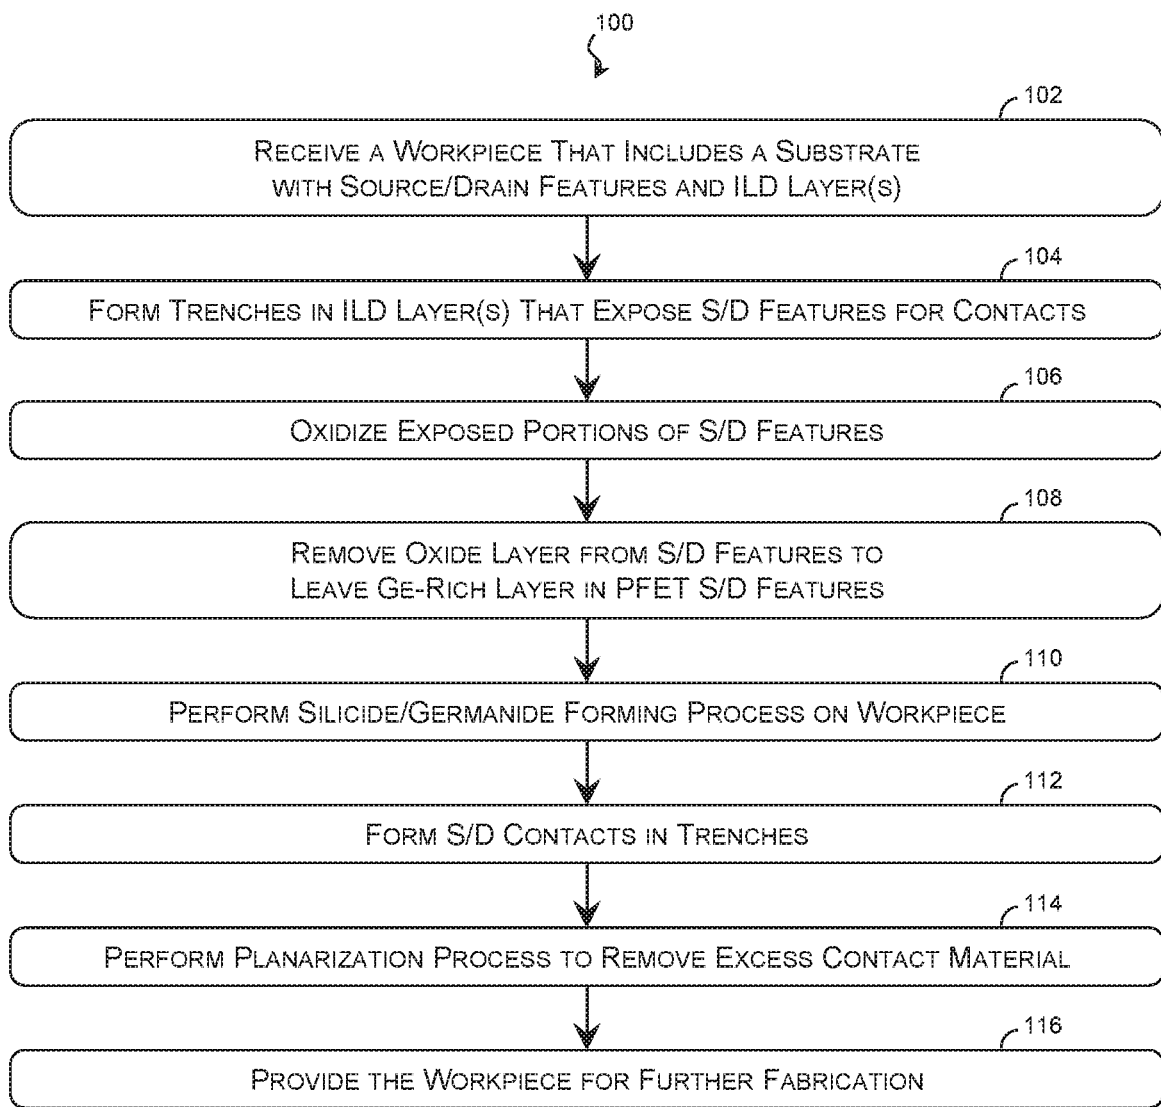 100
102
Receive a Workpiece That Includes a Substrate
with Source/Drain Features and ILD Layer(s)
104
Form Trenches in ILD Layer(s) That Expose S/D Features for Contacts
106
Oxidize Exposed Portions of S/D Features
108
Remove Oxide Layer from S/D Features to
Leave Ge-Rich Layer in PFET S/D Features
110
Perform Silicide/Germanide Forming Process on Workpiece
112
Form S/D Contacts in Trenches
114
Perform Planarization Process to Remove Excess Contact Material
116
Provide the Workpiece for Further Fabrication